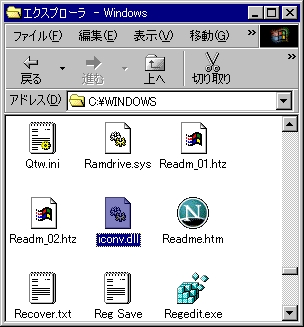 エクスプローラ - Windows
ファイル(F) 編集(E) 表示(V) 移動(G) »
戻る 進む 上へ 切り取り »
アドレス(D) C:¥WINDOWS
Qtw.ini Ramdrive.sys Readm_01.htz
Readm_02.htz iconv.dll Readme.htm
Recover.txt Reg Save Regedit.exe